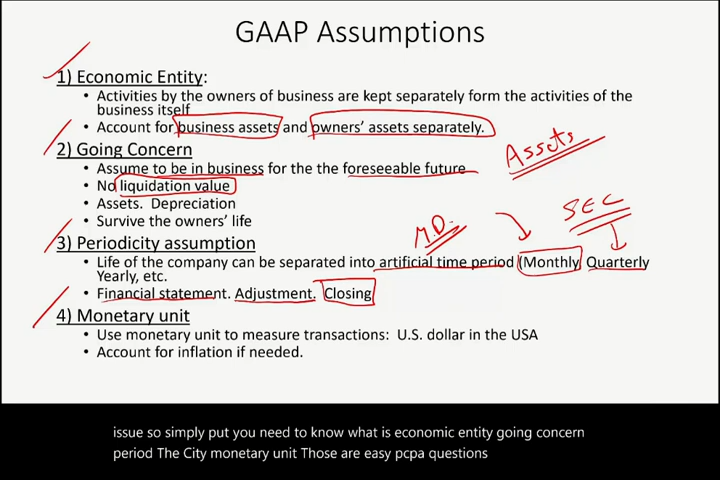 GAAP Assumptions
1) Economic Entity:
• Activities by the owners of business are kept separately form the activities of the
business itself
• Account for business assets and owners' assets separately.
Assets
2) Going Concern
• Assume to be in business for the the foreseeable future
• No liquidation value
• Assets. Depreciation
SEC
• Survive the owners' life
M.D.
3) Periodicity assumption
• Life of the company can be separated into artificial time period (Monthly, Quarterly
Yearly, etc.
• Financial statement. Adjustment. Closing
4) Monetary unit
• Use monetary unit to measure transactions: U.S. dollar in the USA
• Account for inflation if needed.
issue so simply put you need to know what is economic entity going concern
period The City monetary unit Those are easy pcpa questions